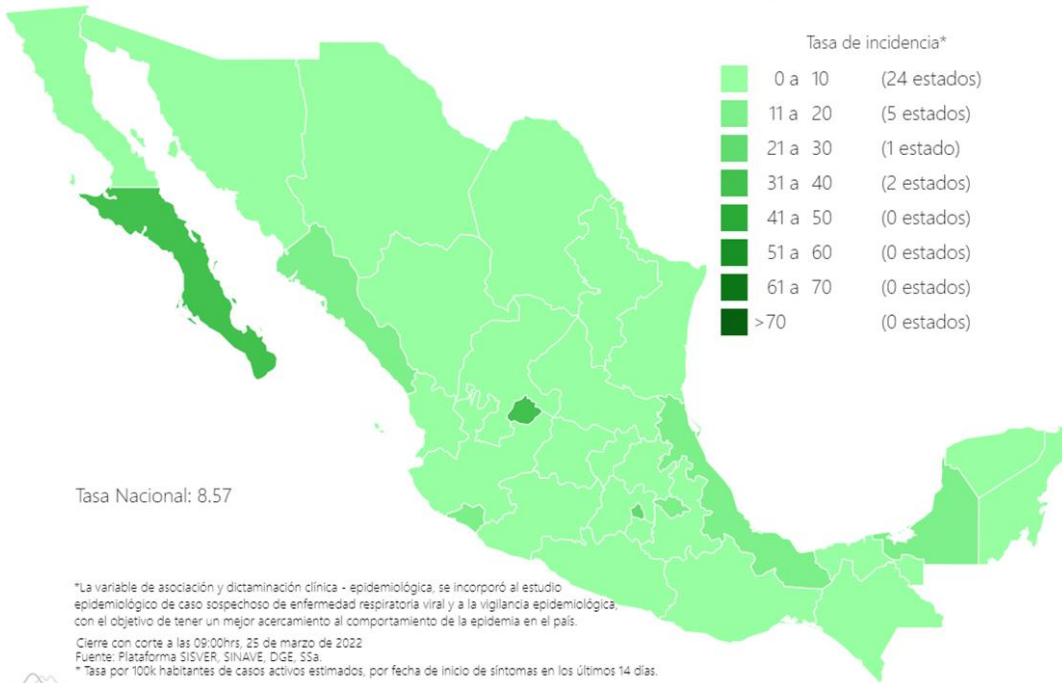 Tasa de incidencia*
0 a 10 (24 estados)
11 a 20 (5 estados)
21 a 30 (1 estado)
31 a 40 (2 estados)
41 a 50 (0 estados)
51 a 60 (0 estados)
61 a 70 (0 estados)
>70 (0 estados)
Tasa Nacional: 8.57
*La variable de asociación y dictaminación clínica - epidemiológica, se incorporó al estudio
epidemiológico de caso sospechoso de enfermedad respiratoria viral y a la vigilancia epidemiológica,
con el objetivo de tener un mejor acercamiento al comportamiento de la epidemia en el país.
Cierre con corte a las 09:00hrs, 25 de marzo de 2022
Fuente: Plataforma SISVER, SINAVE, DGE, SSa.
* Tasa por 100k habitantes de casos activos estimados, por fecha de inicio de síntomas en los últimos 14 días.